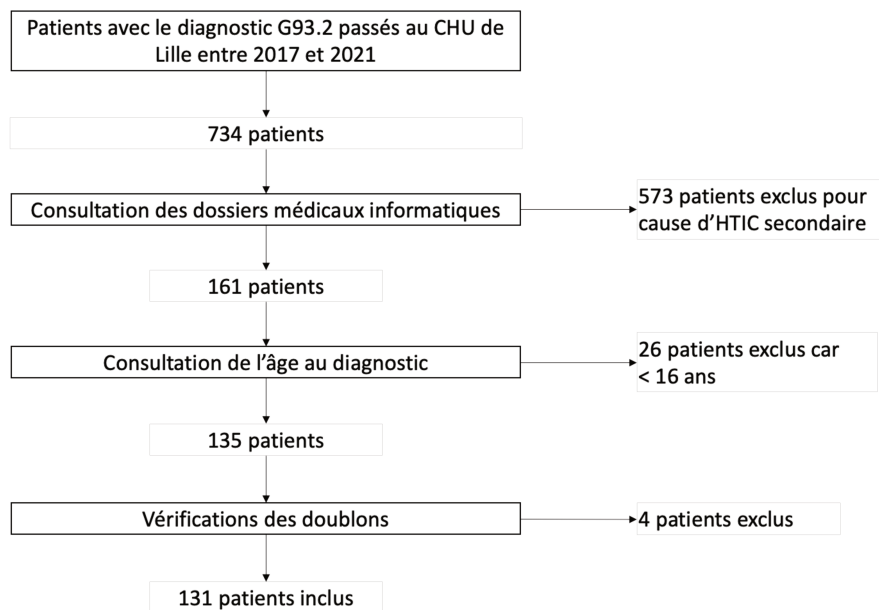 Patients avec le diagnostic G93.2 passés au CHU de
Lille entre 2017 et 2021
734 patients
Consultation des dossiers médicaux informatiques
573 patients exclus pour
cause d'HTIC secondaire
161 patients
Consultation de l'âge au diagnostic
26 patients exclus car
< 16 ans
135 patients
Vérifications des doublons
4 patients exclus
131 patients inclus